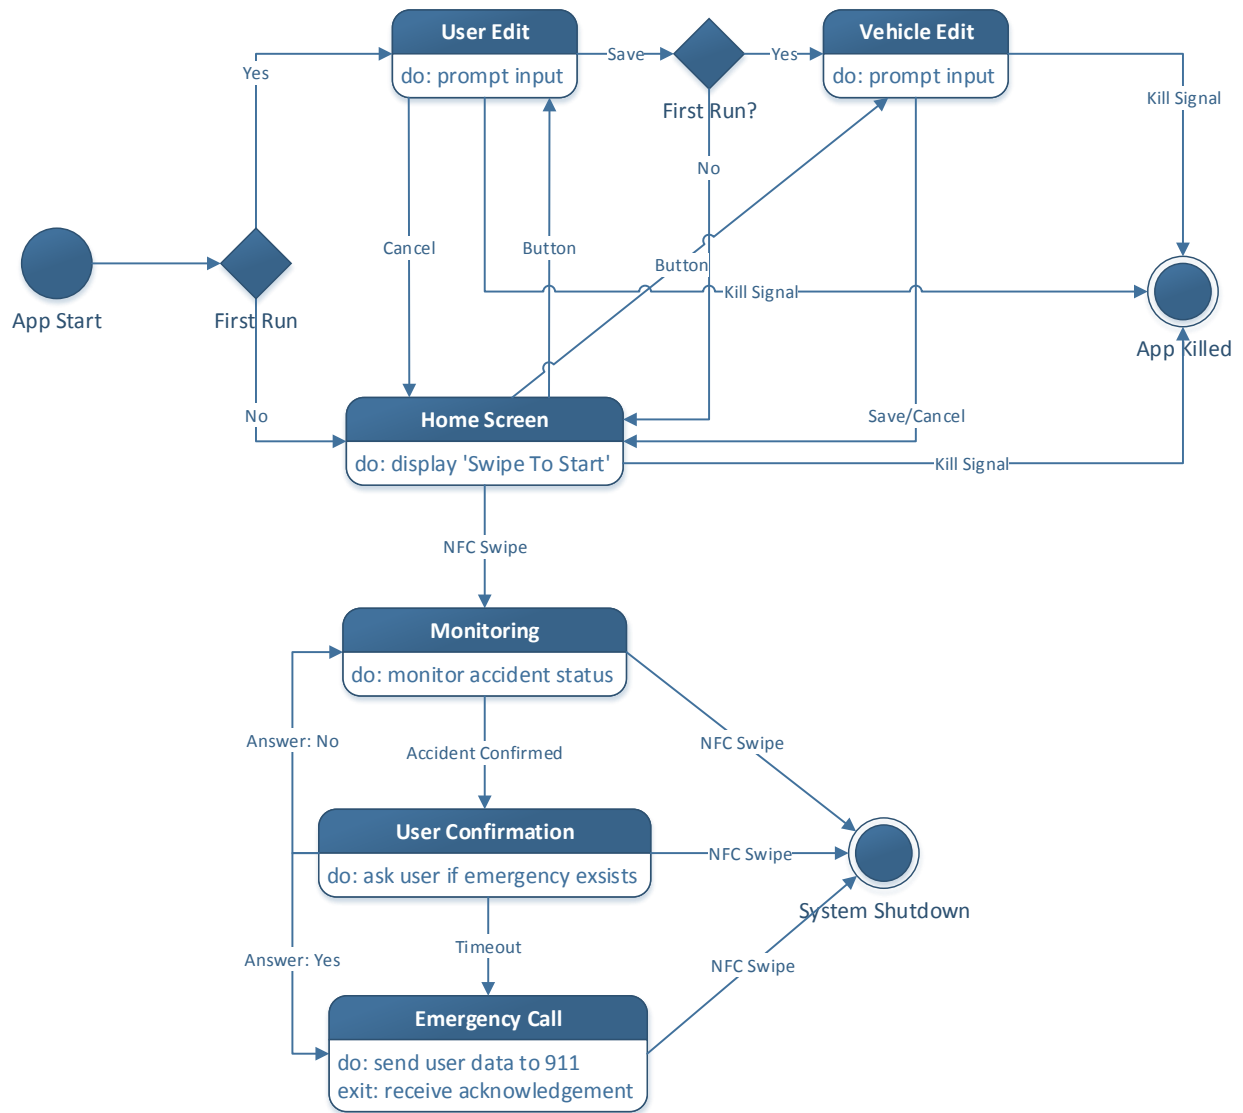 User Edit
do: prompt input
Save
First Run?
Yes
Vehicle Edit
do: prompt input
Yes
Kill Signal
No
App Start
First Run
Cancel
Button
Button
Kill Signal
App Killed
No
Home Screen
do: display 'Swipe To Start'
Save/Cancel
Kill Signal
NFC Swipe
Monitoring
do: monitor accident status
Answer: No
Accident Confirmed
NFC Swipe
User Confirmation
do: ask user if emergency exsists
NFC Swipe
System Shutdown
Answer: Yes
Timeout
NFC Swipe
Emergency Call
do: send user data to 911
exit: receive acknowledgement